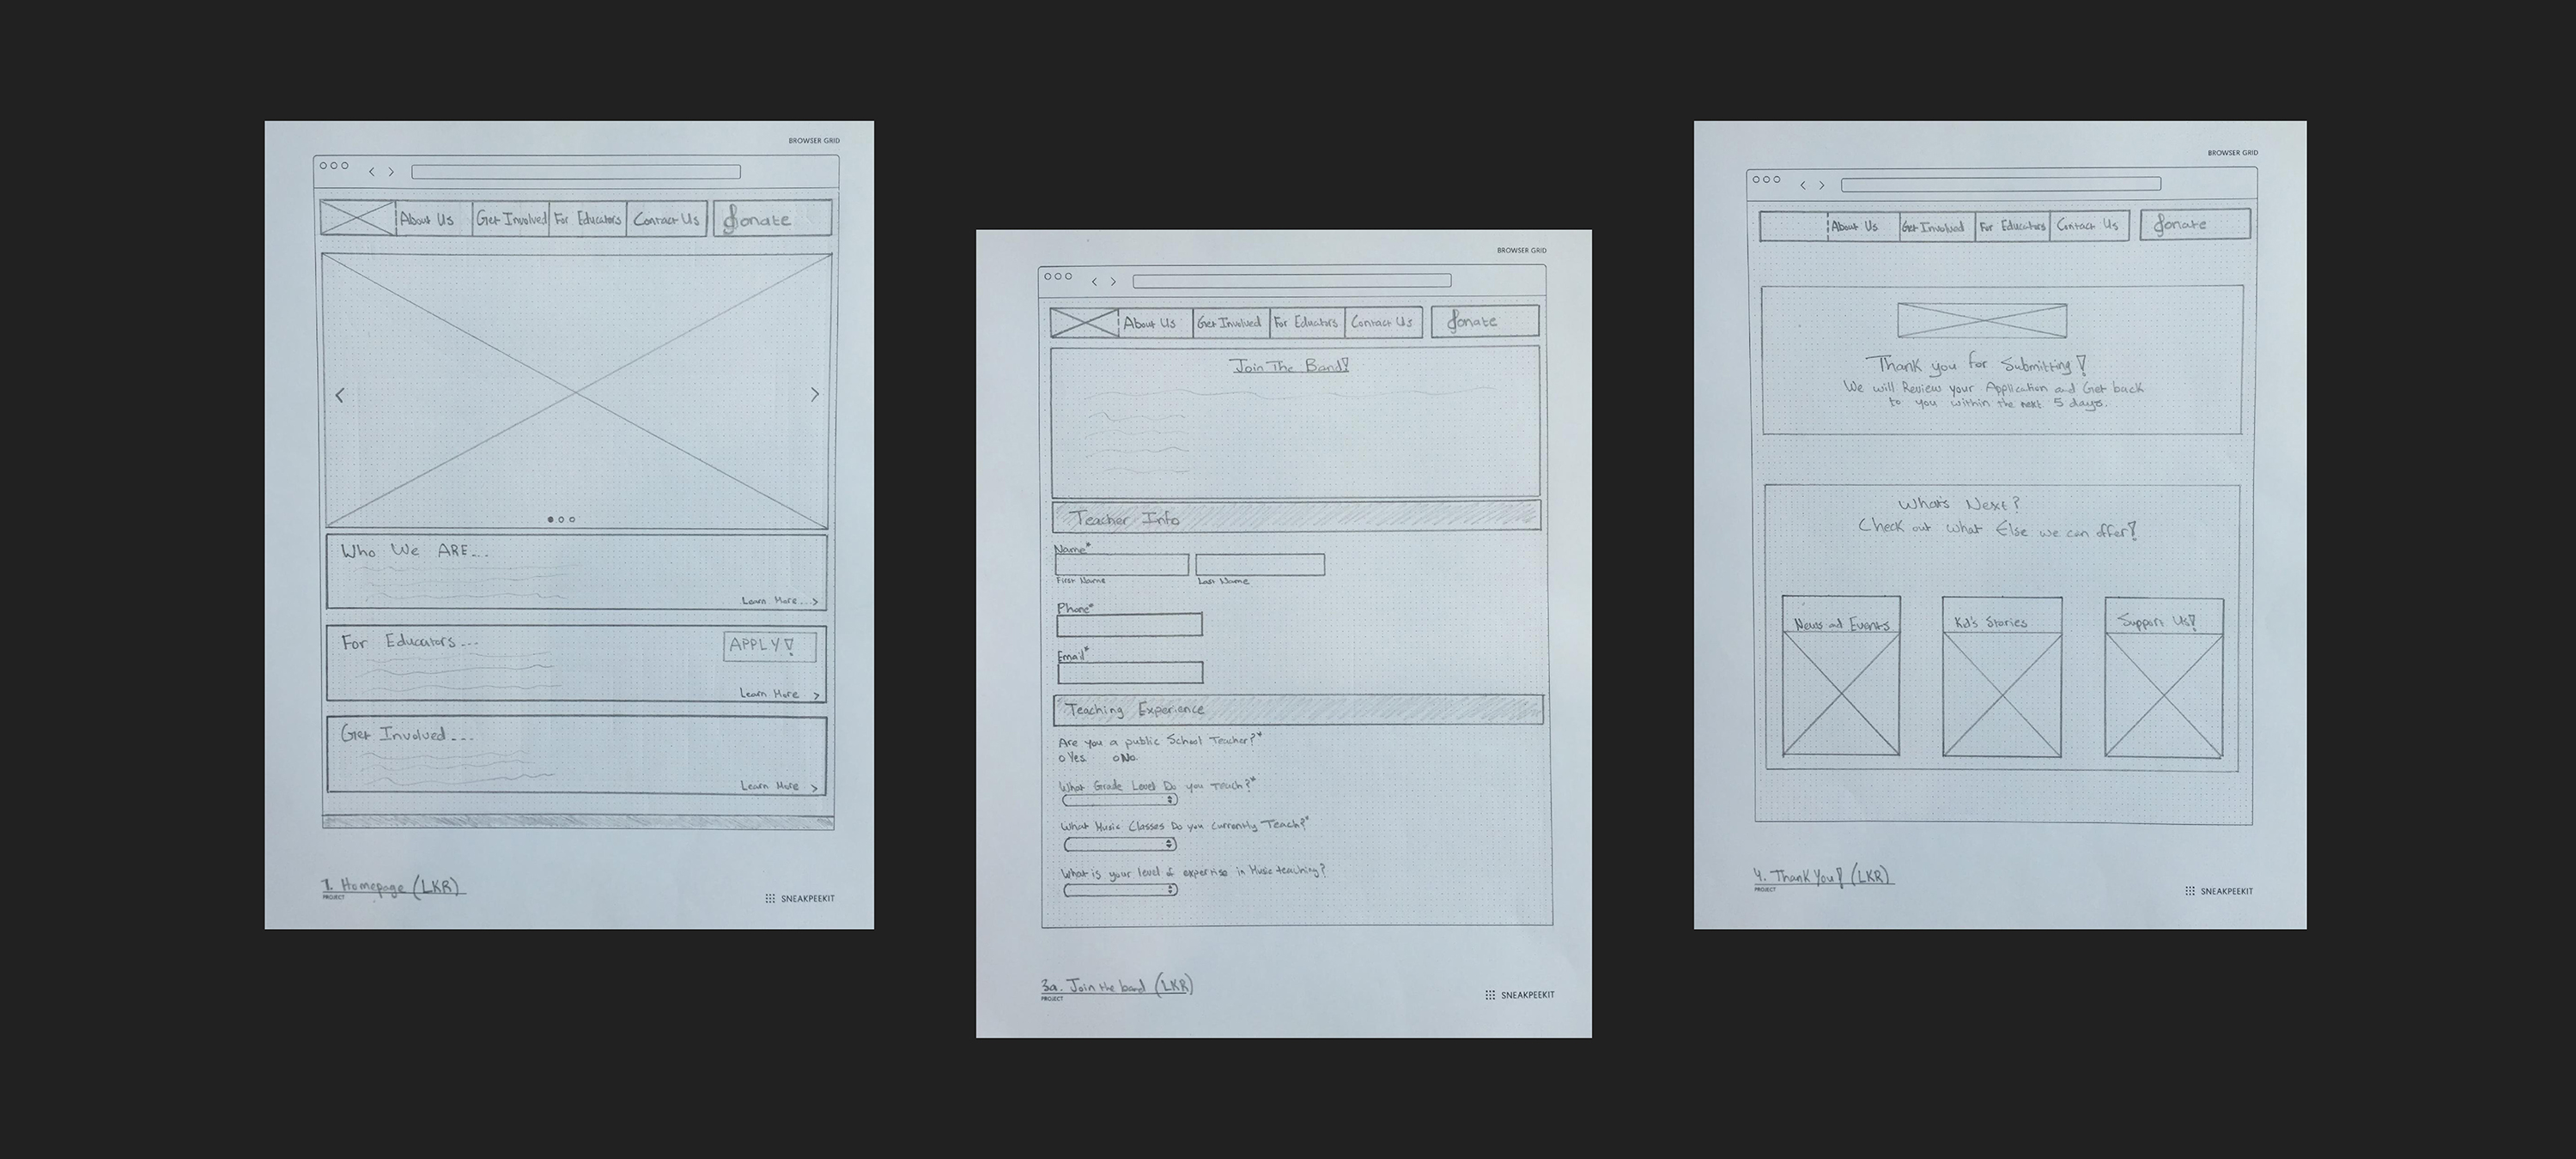 BROWSER GRID
About Us
Get Involved
For Educators
Contact Us
donate
Who We ARE...
Learn More...>
For Educators...
APPLY!
Learn More >
Get Involved...
Learn More >
1. Homepage (LKR)
PROJECT
SNEAKPEEKIT
BROWSER GRID
About Us
Get Involved
For Educators
Contact Us
donate
Join The Band!
Teacher Info
Name*
First Name
Last Name
Phone*
Email*
Teaching Experience
Are you a public School Teacher?*
Yes No
What Grade Level Do you Teach?*
What Music Classes Do you currently Teach?*
What is your level of expertise in Music teaching?
3a. Join the band (LKR)
PROJECT
SNEAKPEEKIT
BROWSER GRID
About Us
Get Involved
For Educators
Contact Us
donate
Thank you for Submitting!
We will Review your Application and Get back
to you within the next 5 days.
What's Next?
Check out what Else we can offer!
News and Events
Kid's Stories
Support Us!
4. Thank You! (LKR)
PROJECT
SNEAKPEEKIT